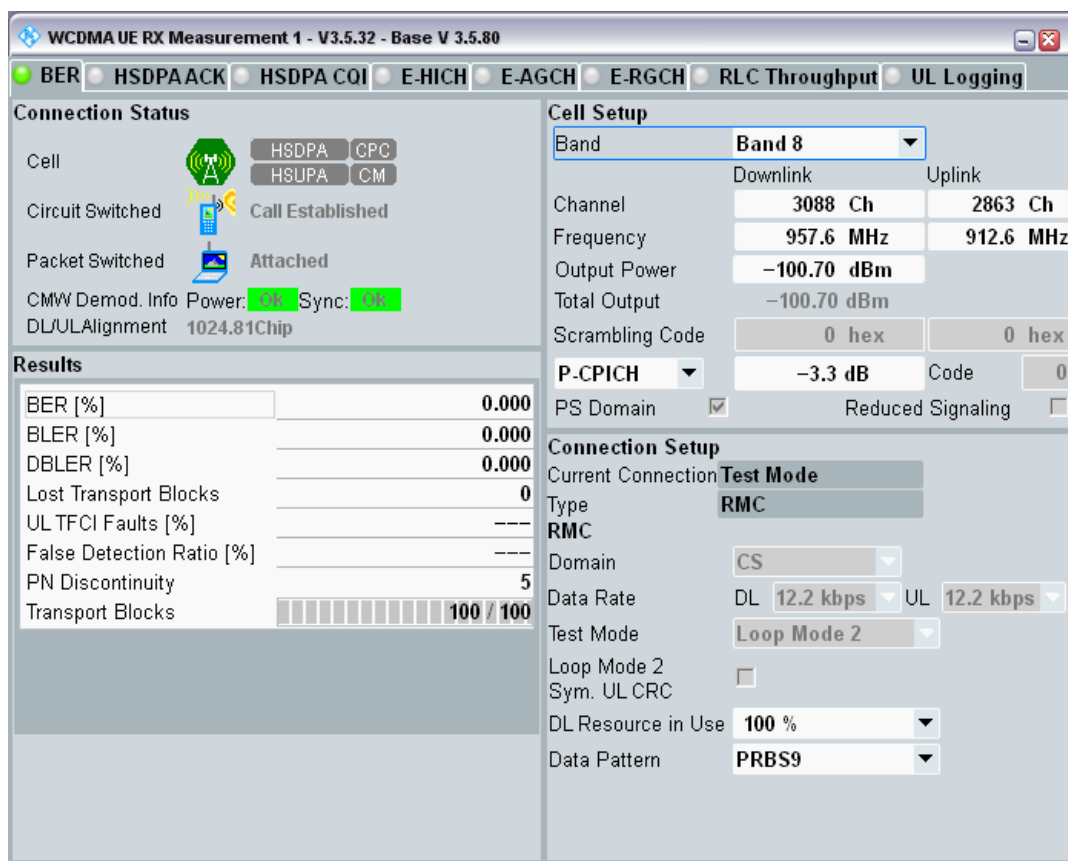 WCDMA UE RX Measurement 1 - V3.5.32 - Base V 3.5.80
BER HSDPA ACK HSDPA CQI E-HICH E-AGCH E-RGCH RLC Throughput UL Logging
Connection Status
Cell HSDPA CPC
HSUPA CM
Circuit Switched Call Established
Packet Switched Attached
CMW Demod. Info Power: Ok Sync: Ok
DL/ULAlignment 1024.81Chip
Results
BER [%] 0.000
BLER [%] 0.000
DBLER [%] 0.000
Lost Transport Blocks 0
UL TFCI Faults [%] ---
False Detection Ratio [%] ---
PN Discontinuity 5
Transport Blocks 100 / 100
Cell Setup
Band Band 8
Downlink Uplink
Channel 3088 Ch 2863 Ch
Frequency 957.6 MHz 912.6 MHz
Output Power −100.70 dBm
Total Output −100.70 dBm
Scrambling Code 0 hex 0 hex
P-CPICH −3.3 dB Code 0
PS Domain Reduced Signaling
Connection Setup
Current Connection Test Mode
Type RMC
RMC
Domain CS
Data Rate DL 12.2 kbps UL 12.2 kbps
Test Mode Loop Mode 2
Loop Mode 2
Sym. UL CRC
DL Resource in Use 100 %
Data Pattern PRBS9